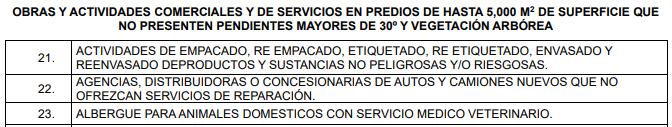 OBRAS Y ACTIVIDADES COMERCIALES Y DE SERVICIOS EN PREDIOS DE HASTA 5,000 M2 DE SUPERFICIE QUE
NO PRESENTEN PENDIENTES MAYORES DE 30º Y VEGETACIÓN ARBÓREA
21. ACTIVIDADES DE EMPACADO, RE EMPACADO, ETIQUETADO, RE ETIQUETADO, ENVASADO Y
REENVASADO DEPRODUCTOS Y SUSTANCIAS NO PELIGROSAS Y/O RIESGOSAS.
22. AGENCIAS, DISTRIBUIDORAS O CONCESIONARIAS DE AUTOS Y CAMIONES NUEVOS QUE NO
OFREZCAN SERVICIOS DE REPARACIÓN.
23. ALBERGUE PARA ANIMALES DOMESTICOS CON SERVICIO MEDICO VETERINARIO.